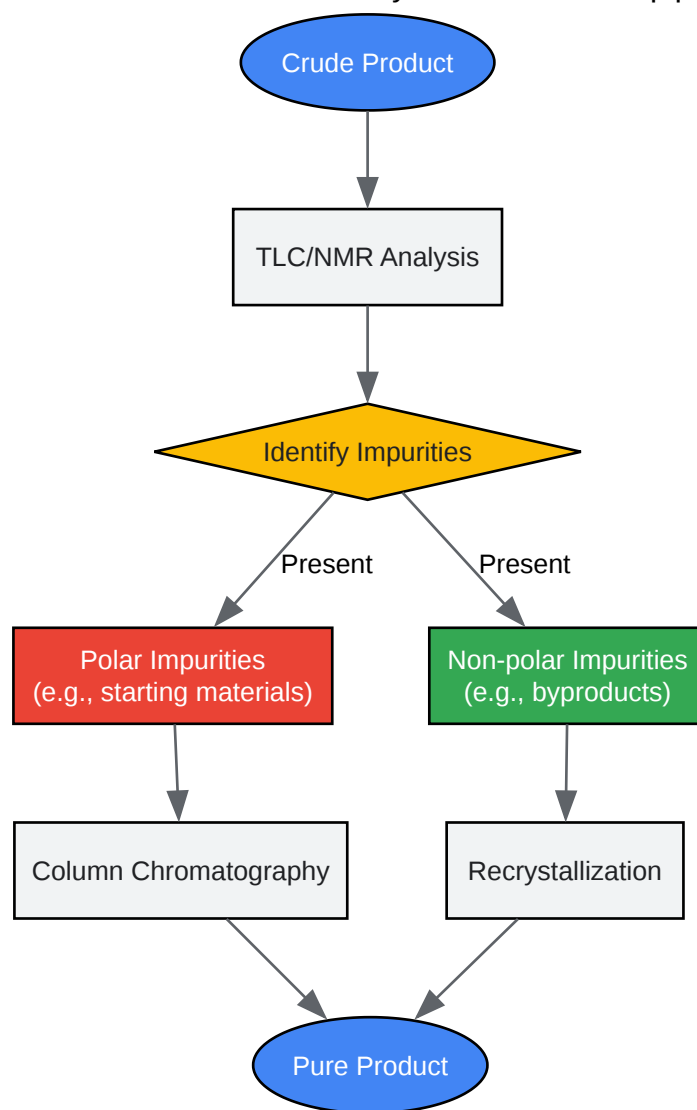 Crude Product
TLC/NMR Analysis
Identify Impurities
Present
Present
Polar Impurities
(e.g., starting materials)
Non-polar Impurities
(e.g., byproducts)
Column Chromatography
Recrystallization
Pure Product